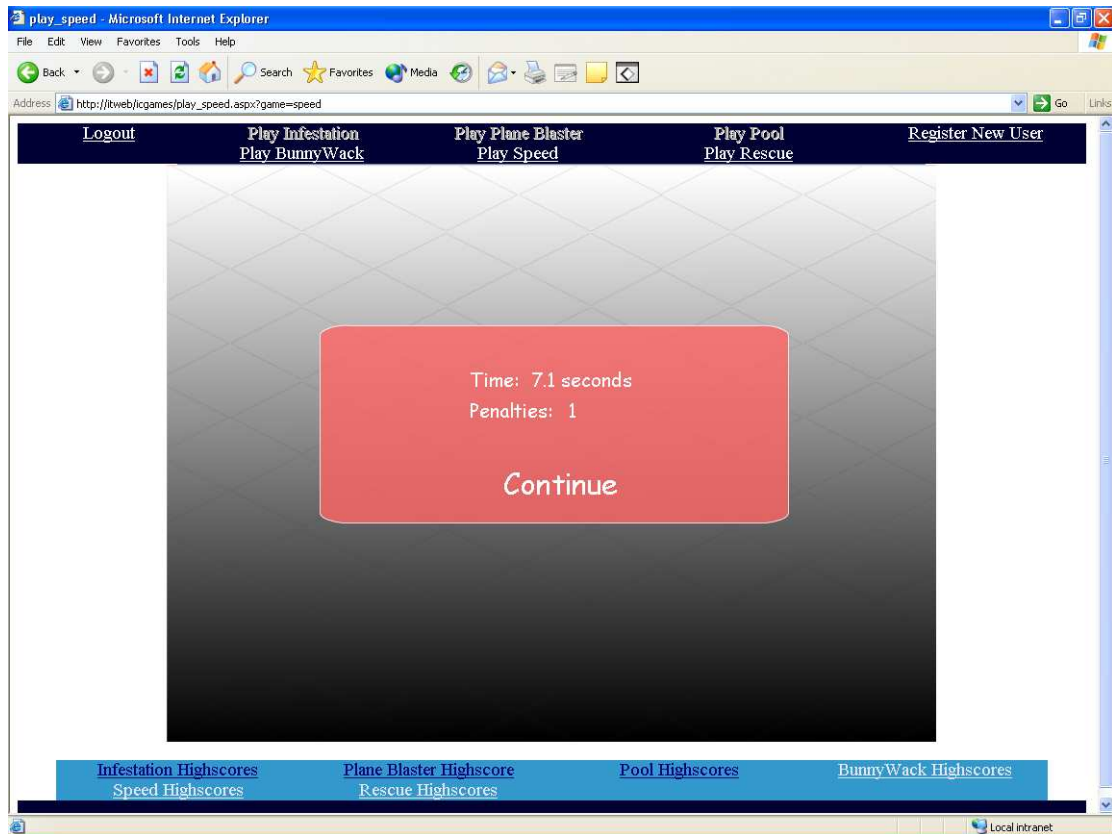 play_speed - Microsoft Internet Explorer
File Edit View Favorites Tools Help
Back Search Favorites Media
Address http://itweb/icgames/play_speed.aspx?game=speed Go Links
Logout Play Infestation Play Plane Blaster Play Pool Register New User
Play BunnyWack Play Speed Play Rescue
Time: 7.1 seconds
Penalties: 1
Continue
Infestation Highscores Plane Blaster Highscore Pool Highscores BunnyWack Highscores
Speed Highscores Rescue Highscores
Local intranet